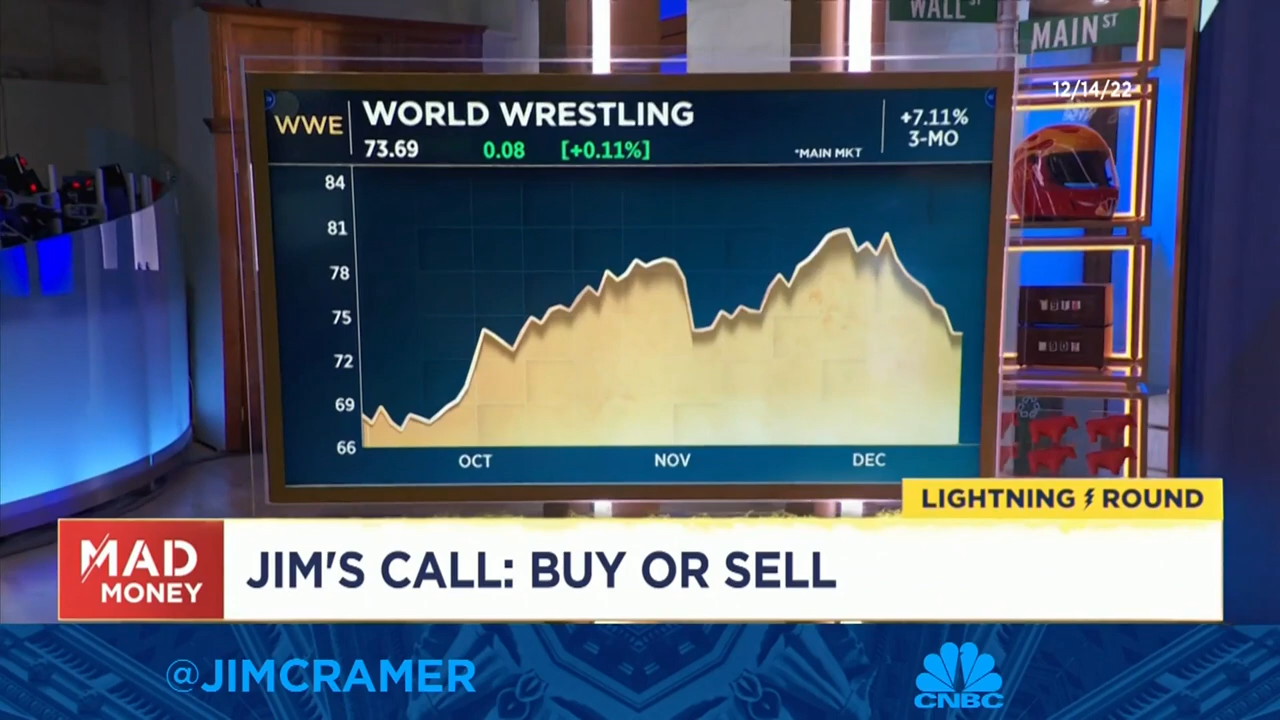 WALL ST
MAIN ST
12/14/22
WWE
WORLD WRESTLING
73.69 0.08 [+0.11%]
*MAIN MKT
+7.11%
3-MO
84
81
78
75
72
69
66
OCT NOV DEC
LIGHTNING ROUND
MAD
MONEY
JIM'S CALL: BUY OR SELL
@JIMCRAMER
CNBC